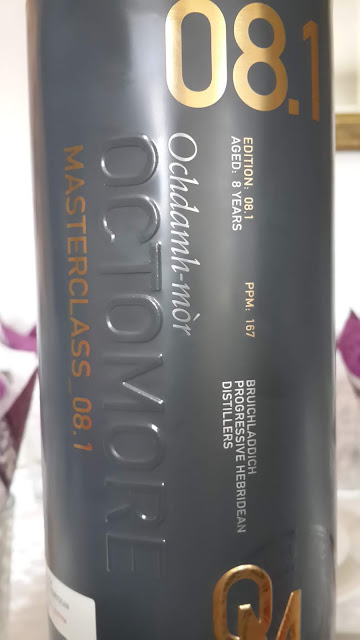 08.1
EDITION: 08.1
AGED: 8 YEARS
PPM: 167
BRUICHLADDICH
PROGRESSIVE HEBRIDEAN
DISTILLERS
Ochdamh-mòr
OCTOMORE
MASTERCLASS_08.1